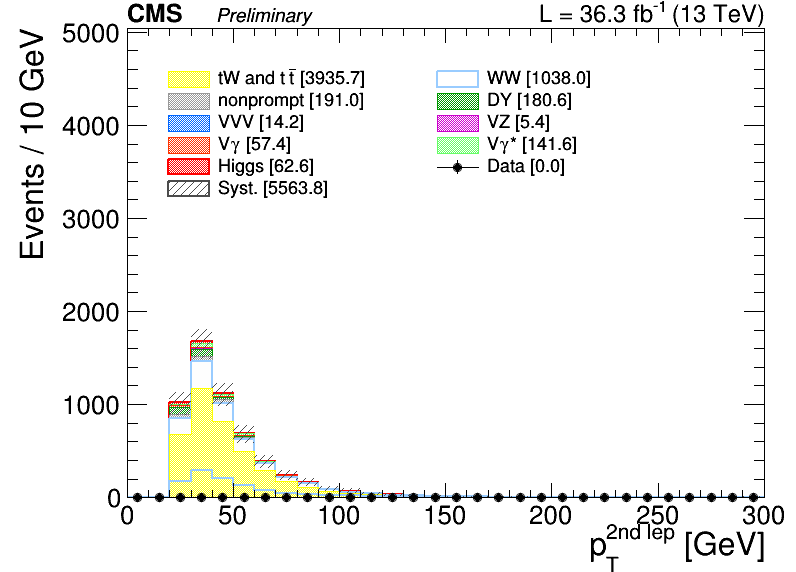 CMS Preliminary L = 36.3 fb⁻¹ (13 TeV)
Events / 10 GeV
5000
4000
3000
2000
1000
0
tW and t t̄ [3935.7]
WW [1038.0]
nonprompt [191.0]
DY [180.6]
VVV [14.2]
VZ [5.4]
Vγ [57.4]
Vγ* [141.6]
Higgs [62.6]
Data [0.0]
Syst. [5563.8]
0 50 100 150 200 250 300
p_T^2nd lep [GeV]